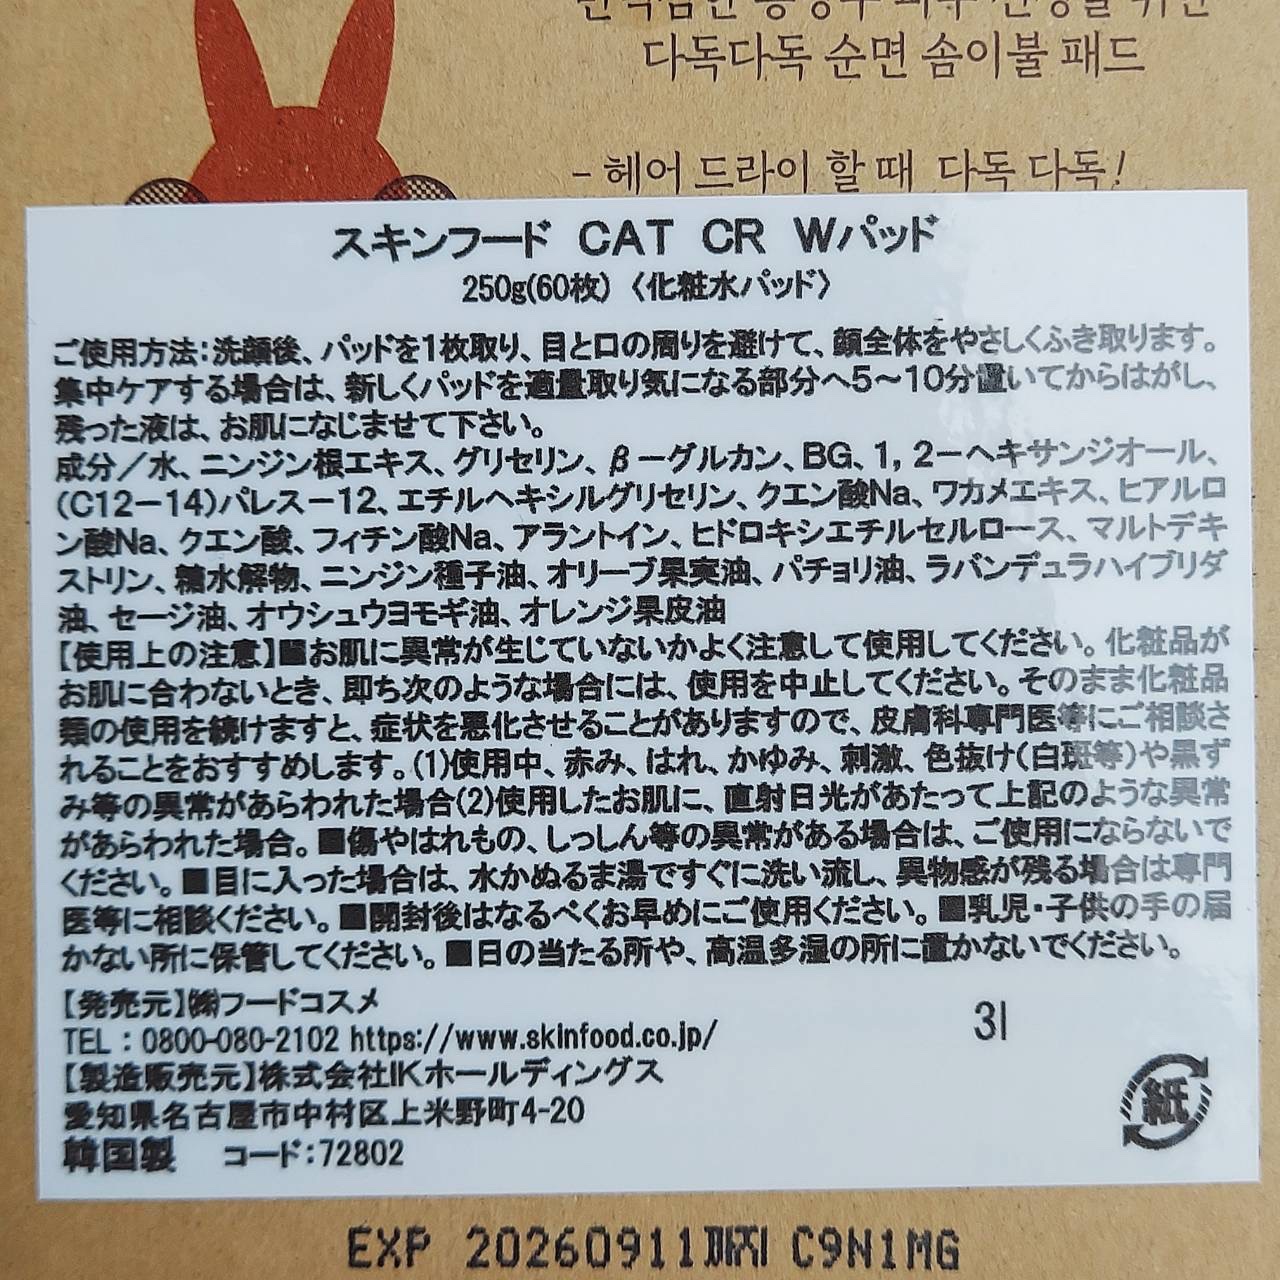 다독다독 순면 솜이불 패드
- 헤어 드라이 할 때 다독 다독!
スキンフード CAT CR Wパッド
250g(60枚) 〈化粧水パッド〉
ご使用方法：洗顔後、パッドを1枚取り、目と口の周りを避けて、顔全体をやさしくふき取ります。
集中ケアする場合は、新しくパッドを適量取り気になる部分へ5～10分置いてからはがし、
残った液は、お肌になじませて下さい。
成分／水、ニンジン根エキス、グリセリン、β－グルカン、BG、1，2－ヘキサンジオール、
(C12－14)パレス－12、エチルヘキシルグリセリン、クエン酸Na、ワカメエキス、ヒアルロ
ン酸Na、クエン酸、フィチン酸Na、アラントイン、ヒドロキシエチルセルロース、マルトデキ
ストリン、糖水解物、ニンジン種子油、オリーブ果実油、パチョリ油、ラバンデュラハイブリダ
油、セージ油、オウシュウヨモギ油、オレンジ果皮油
【使用上の注意】■お肌に異常が生じていないかよく注意して使用してください。化粧品が
お肌に合わないとき、即ち次のような場合には、使用を中止してください。そのまま化粧品
類の使用を続けますと、症状を悪化させることがありますので、皮膚科専門医等にご相談さ
れることをおすすめします。(1)使用中、赤み、はれ、かゆみ、刺激、色抜け(白斑等)や黒ず
み等の異常があらわれた場合(2)使用したお肌に、直射日光があたって上記のような異常
があらわれた場合。■傷やはれもの、しっしん等の異常がある場合は、ご使用にならないで
ください。■目に入った場合は、水かぬるま湯ですぐに洗い流し、異物感が残る場合は専門
医等に相談ください。■開封後はなるべくお早めにご使用ください。■乳児・子供の手の届
かない所に保管してください。■日の当たる所や、高温多湿の所に置かないでください。
【発売元】㈱フードコスメ
TEL：0800-080-2102 https://www.skinfood.co.jp/
3I
【製造販売元】株式会社IKホールディングス
愛知県名古屋市中村区上米野町4-20
紙
韓国製 コード：72802
EXP 20260911까지 C9N1MG